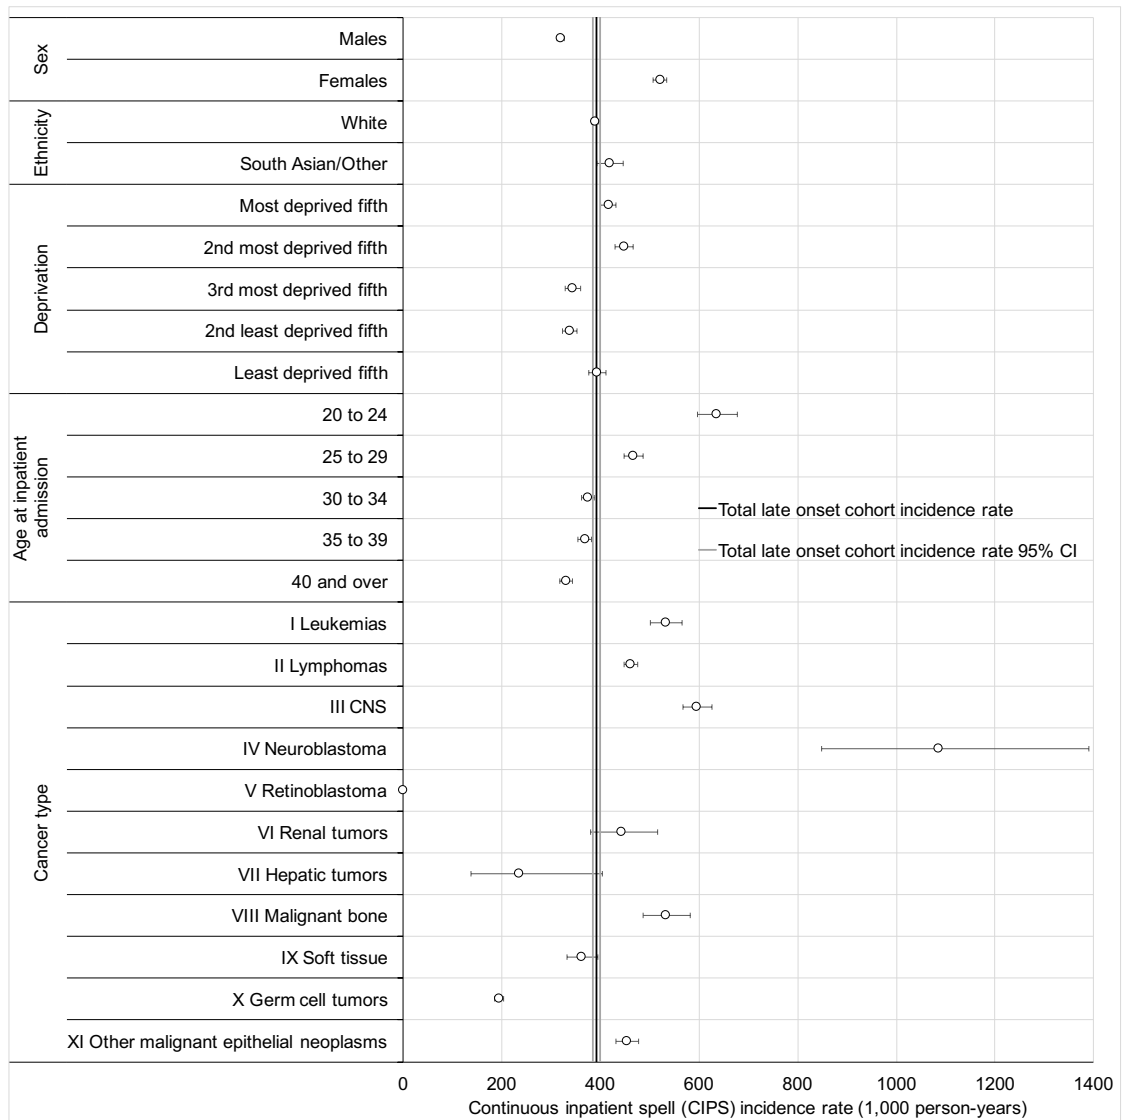 Sex
Males
Females
Ethnicity
White
South Asian/Other
Deprivation
Most deprived fifth
2nd most deprived fifth
3rd most deprived fifth
2nd least deprived fifth
Least deprived fifth
Age at inpatient
admission
20 to 24
25 to 29
30 to 34
35 to 39
40 and over
Total late onset cohort incidence rate
Total late onset cohort incidence rate 95% CI
Cancer type
I Leukemias
II Lymphomas
III CNS
IV Neuroblastoma
V Retinoblastoma
VI Renal tumors
VII Hepatic tumors
VIII Malignant bone
IX Soft tissue
X Germ cell tumors
XI Other malignant epithelial neoplasms
0 200 400 600 800 1000 1200 1400
Continuous inpatient spell (CIPS) incidence rate (1,000 person-years)